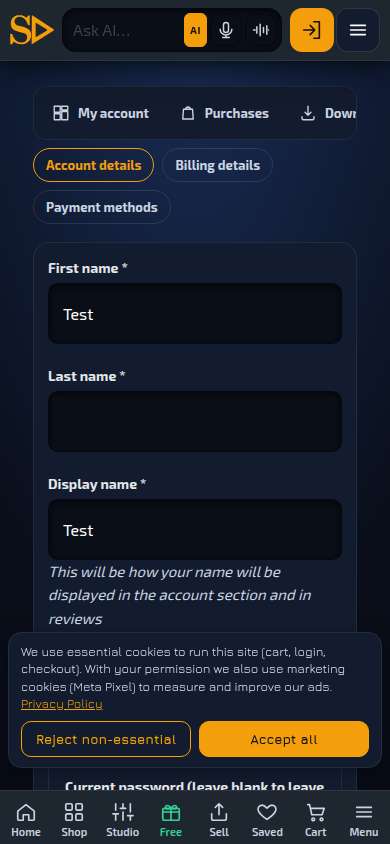 Ask AI...
AI
My account
Purchases
Down
Account details
Billing details
Payment methods
First name *
Test
Last name *
Display name *
Test
This will be how your name will be
displayed in the account section and in
reviews
We use essential cookies to run this site (cart, login,
checkout). With your permission we also use marketing
cookies (Meta Pixel) to measure and improve our ads.
Privacy Policy
Reject non-essential
Accept all
Current password (leave blank to leave
Home
Shop
Studio
Free
Sell
Saved
Cart
Menu